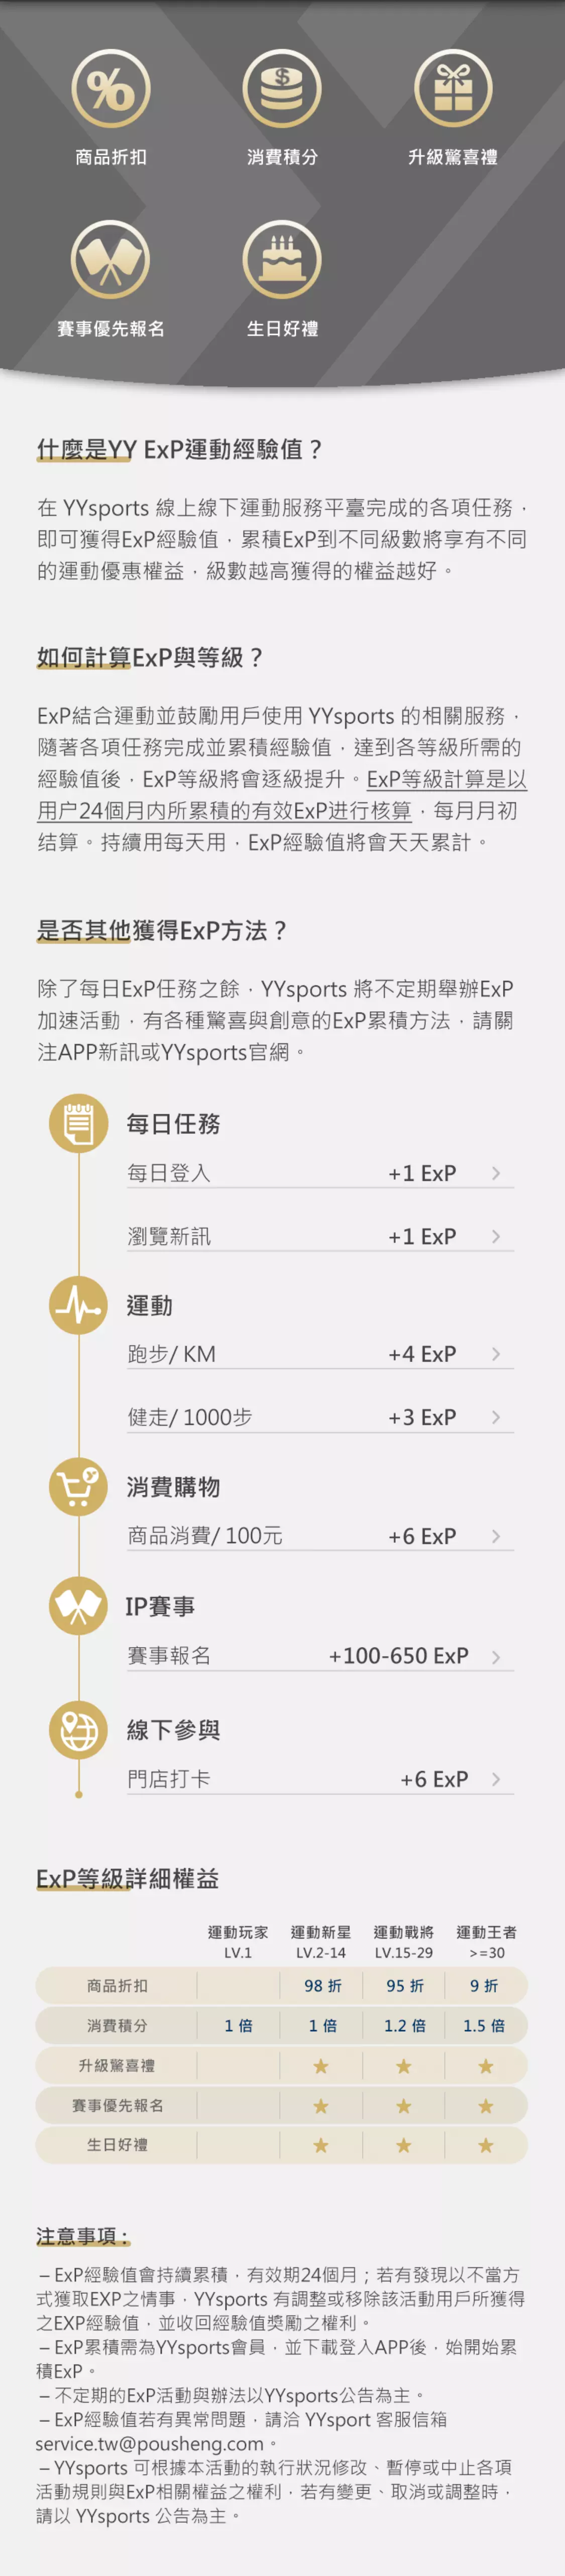 商品折扣
消費積分
升級驚喜禮
賽事優先報名
生日好禮
什麼是YY ExP運動經驗值？
在 YYsports 線上線下運動服務平臺完成的各項任務，
即可獲得ExP經驗值，累積ExP到不同級數將享有不同
的運動優惠權益，級數越高獲得的權益越好。
如何計算ExP與等級？
ExP結合運動並鼓勵用戶使用 YYsports 的相關服務，
隨著各項任務完成並累積經驗值，達到各等級所需的
經驗值後，ExP等級將會逐級提升。ExP等級計算是以
用户24個月内所累積的有效ExP进行核算，每月月初
结算。持續用每天用，ExP經驗值將會天天累計。
是否其他獲得ExP方法？
除了每日ExP任務之餘，YYsports 將不定期舉辦ExP
加速活動，有各種驚喜與創意的ExP累積方法，請關
注APP新訊或YYsports官網。
每日任務
每日登入 +1 ExP
瀏覽新訊 +1 ExP
運動
跑步/ KM +4 ExP
健走/ 1000步 +3 ExP
消費購物
商品消費/ 100元 +6 ExP
IP賽事
賽事報名 +100-650 ExP
線下參與
門店打卡 +6 ExP
ExP等級詳細權益
運動玩家 運動新星 運動戰將 運動王者
LV.1 LV.2-14 LV.15-29 >=30
商品折扣 98 折 95 折 9 折
消費積分 1 倍 1 倍 1.2 倍 1.5 倍
升級驚喜禮 ★ ★ ★
賽事優先報名 ★ ★ ★
生日好禮 ★ ★ ★
注意事項：
– ExP經驗值會持續累積，有效期24個月；若有發現以不當方
式獲取EXP之情事，YYsports 有調整或移除該活動用戶所獲得
之EXP經驗值，並收回經驗值獎勵之權利。
– ExP累積需為YYsports會員，並下載登入APP後，始開始累
積ExP。
– 不定期的ExP活動與辦法以YYsports公告為主。
– ExP經驗值若有異常問題，請洽 YYsport 客服信箱
service.tw@pousheng.com。
– YYsports 可根據本活動的執行狀況修改、暫停或中止各項
活動規則與ExP相關權益之權利，若有變更、取消或調整時，
請以 YYsports 公告為主。